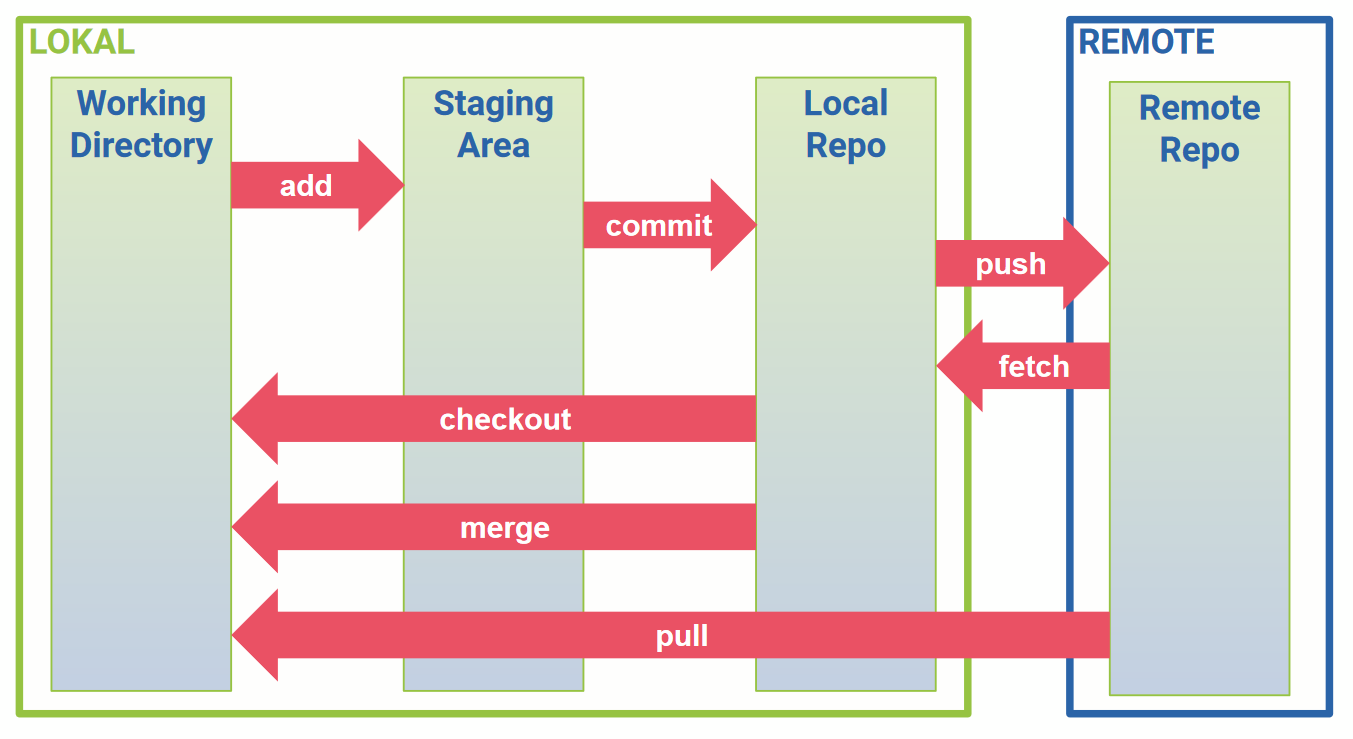 LOKAL
REMOTE
Working
Directory
Staging
Area
Local
Repo
Remote
Repo
add
commit
push
fetch
checkout
merge
pull